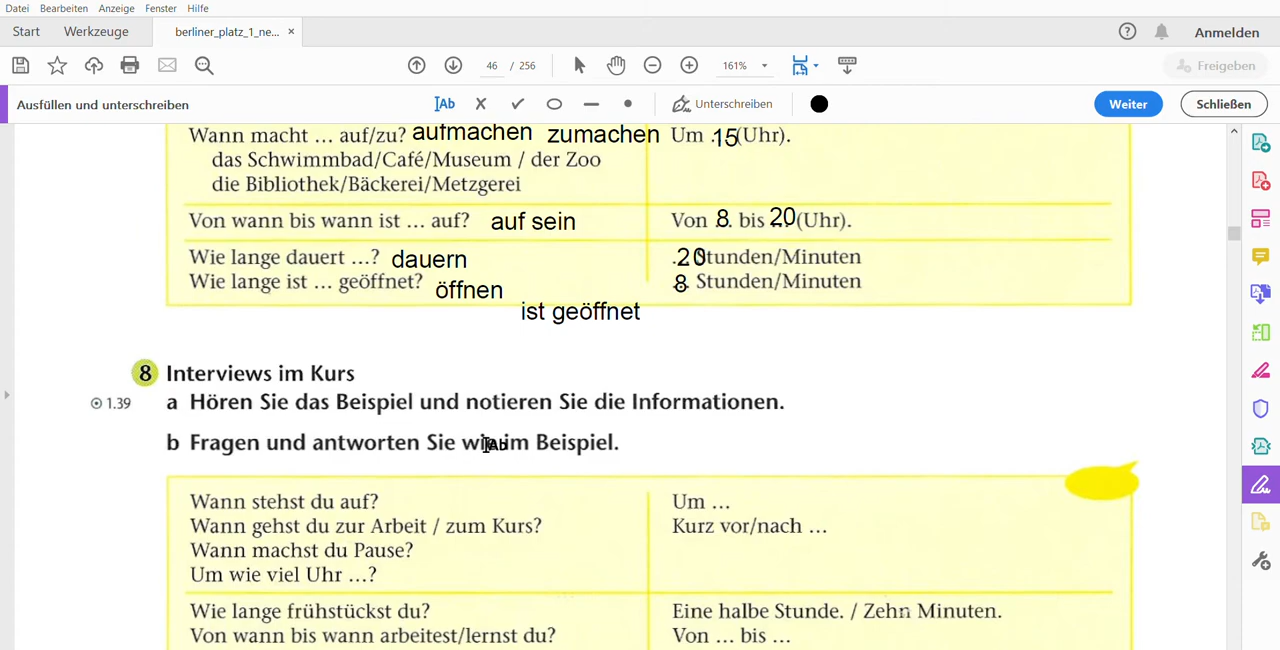 Datei Bearbeiten Anzeige Fenster Hilfe
Start Werkzeuge berliner_platz_1_ne... × Anmelden
46 / 256 161% Freigeben
Ausfüllen und unterschreiben Ab Unterschreiben Weiter Schließen
Wann macht ... auf/zu? aufmachen zumachen Um 15 (Uhr).
das Schwimmbad/Café/Museum / der Zoo
die Bibliothek/Bäckerei/Metzgerei
Von wann bis wann ist ... auf? auf sein Von 8 bis 20 (Uhr).
Wie lange dauert ...? dauern 20 Stunden/Minuten
Wie lange ist ... geöffnet? öffnen 8 Stunden/Minuten
ist geöffnet
8 Interviews im Kurs
1.39 a Hören Sie das Beispiel und notieren Sie die Informationen.
b Fragen und antworten Sie wie im Beispiel.
Wann stehst du auf? Um ...
Wann gehst du zur Arbeit / zum Kurs? Kurz vor/nach ...
Wann machst du Pause?
Um wie viel Uhr ...?
Wie lange frühstückst du? Eine halbe Stunde. / Zehn Minuten.
Von wann bis wann arbeitest/lernst du? Von ... bis ...